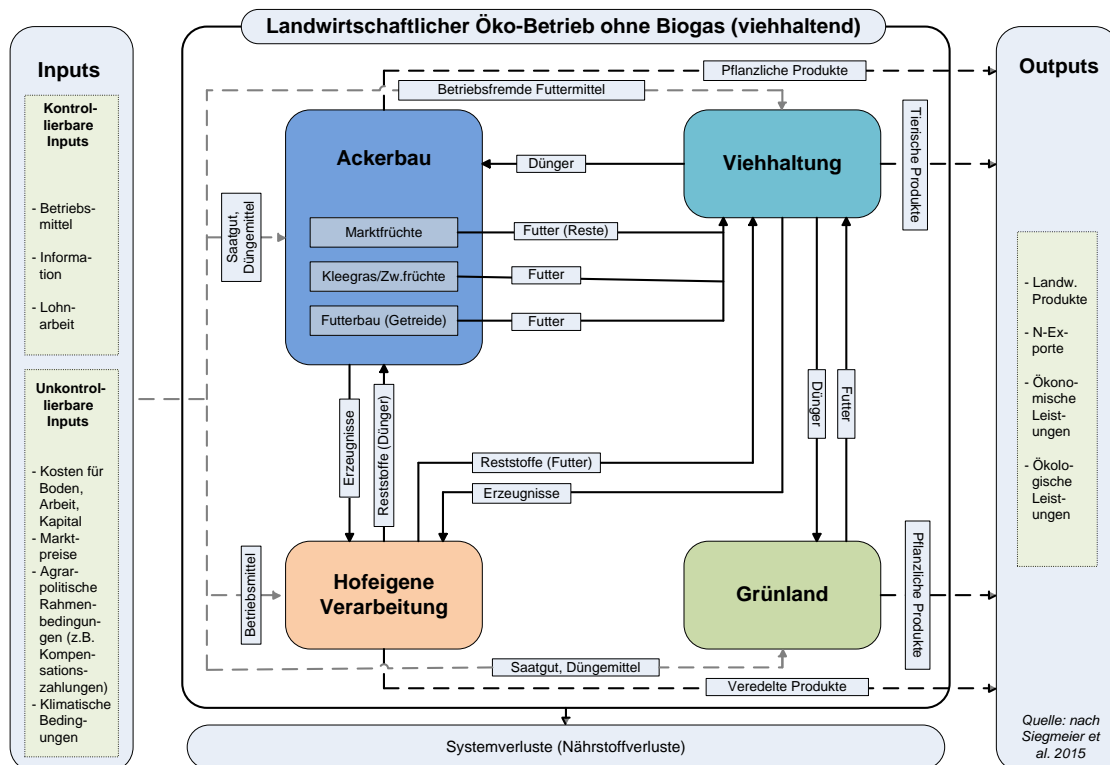 Landwirtschaftlicher Öko-Betrieb ohne Biogas (viehhaltend)
Inputs
Kontrol-
lierbare
Inputs
- Betriebs-
mittel
- Informa-
tion
- Lohn-
arbeit
Unkontrol-
lierbare
Inputs
- Kosten für
Boden,
Arbeit,
Kapital
- Markt-
preise
- Agrar-
politische
Rahmen-
bedingun-
gen (z.B.
Kompen-
sations-
zahlungen)
- Klimatische
Bedin-
gungen
Pflanzliche Produkte
Betriebsfremde Futtermittel
Ackerbau
Dünger
Viehhaltung
Tierische
Produkte
Saatgut,
Düngemittel
Marktfrüchte
Futter (Reste)
Kleegras/Zw.früchte
Futter
Futterbau (Getreide)
Futter
Erzeugnisse
Reststoffe (Dünger)
Dünger
Futter
Reststoffe (Futter)
Erzeugnisse
Betriebsmittel
Hofeigene
Verarbeitung
Grünland
Pflanzliche
Produkte
Saatgut, Düngemittel
Veredelte Produkte
Systemverluste (Nährstoffverluste)
Outputs
- Landw.
Produkte
- N-Ex-
porte
- Ökono-
mische
Leist-
ungen
- Ökolo-
gische
Leist-
ungen
Quelle: nach
Siegmeier et
al. 2015